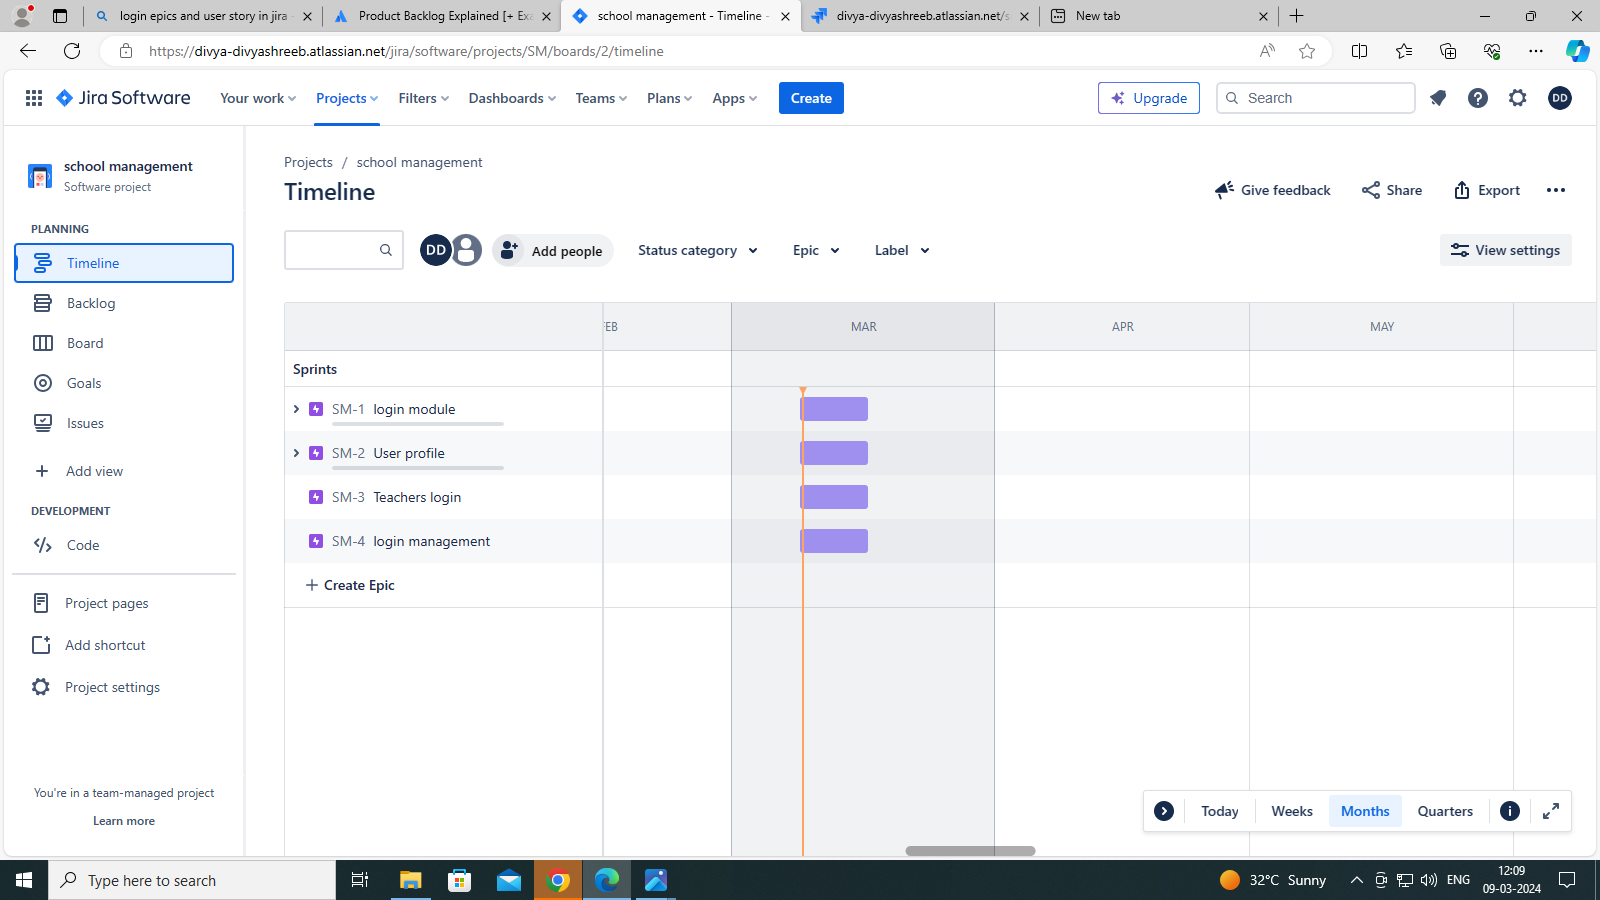 login epics and user story in jira
Product Backlog Explained [+ Exa
school management - Timeline -
divya-divyashreeb.atlassian.net/s
New tab
https://divya-divyashreeb.atlassian.net/jira/software/projects/SM/boards/2/timeline
Jira Software
Your work
Projects
Filters
Dashboards
Teams
Plans
Apps
Create
Upgrade
Search
DD
school management
Software project
PLANNING
Timeline
Backlog
Board
Goals
Issues
Add view
DEVELOPMENT
Code
Project pages
Add shortcut
Project settings
You're in a team-managed project
Learn more
Projects / school management
Timeline
Give feedback
Share
Export
DD
Add people
Status category
Epic
Label
View settings
FEB
MAR
APR
MAY
Sprints
SM-1 login module
SM-2 User profile
SM-3 Teachers login
SM-4 login management
+ Create Epic
Today
Weeks
Months
Quarters
Type here to search
32°C Sunny
ENG
12:09
09-03-2024